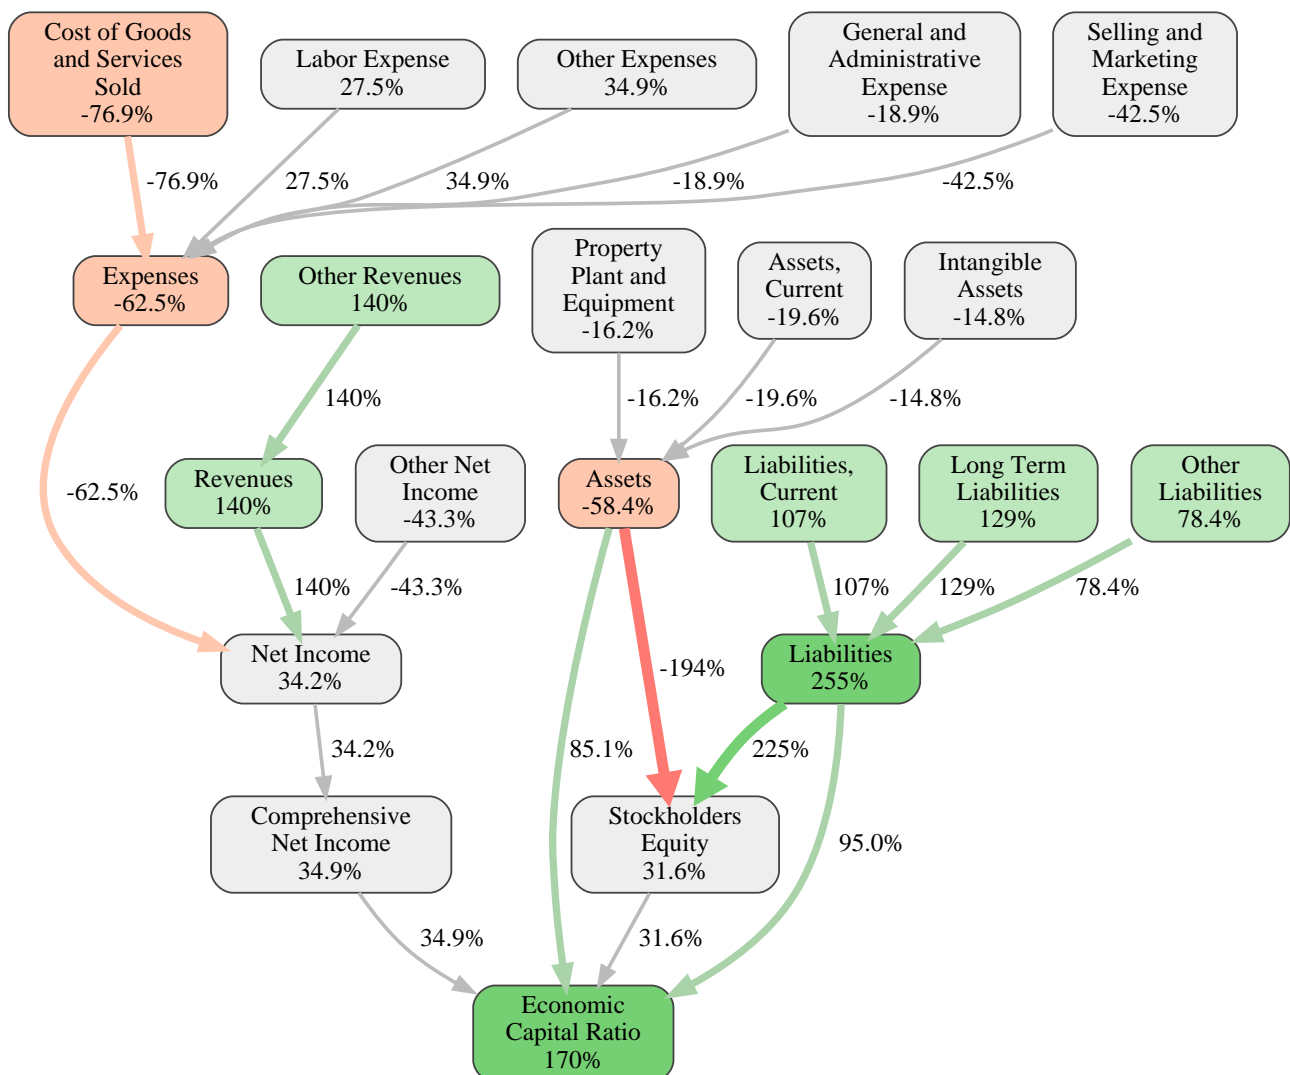 Cost of Goods
and Services
Sold
-76.9%
Labor Expense
27.5%
Other Expenses
34.9%
General and
Administrative
Expense
-18.9%
Selling and
Marketing
Expense
-42.5%
-76.9%
27.5%
34.9%
-18.9%
-42.5%
Expenses
-62.5%
Other Revenues
140%
Property
Plant and
Equipment
-16.2%
Assets,
Current
-19.6%
Intangible
Assets
-14.8%
140%
-16.2%
-19.6%
-14.8%
-62.5%
Revenues
140%
Other Net
Income
-43.3%
Assets
-58.4%
Liabilities,
Current
107%
Long Term
Liabilities
129%
Other
Liabilities
78.4%
140%
-43.3%
107%
129%
78.4%
Net Income
34.2%
-194%
Liabilities
255%
34.2%
85.1%
225%
Comprehensive
Net Income
34.9%
Stockholders
Equity
31.6%
95.0%
34.9%
31.6%
Economic
Capital Ratio
170%